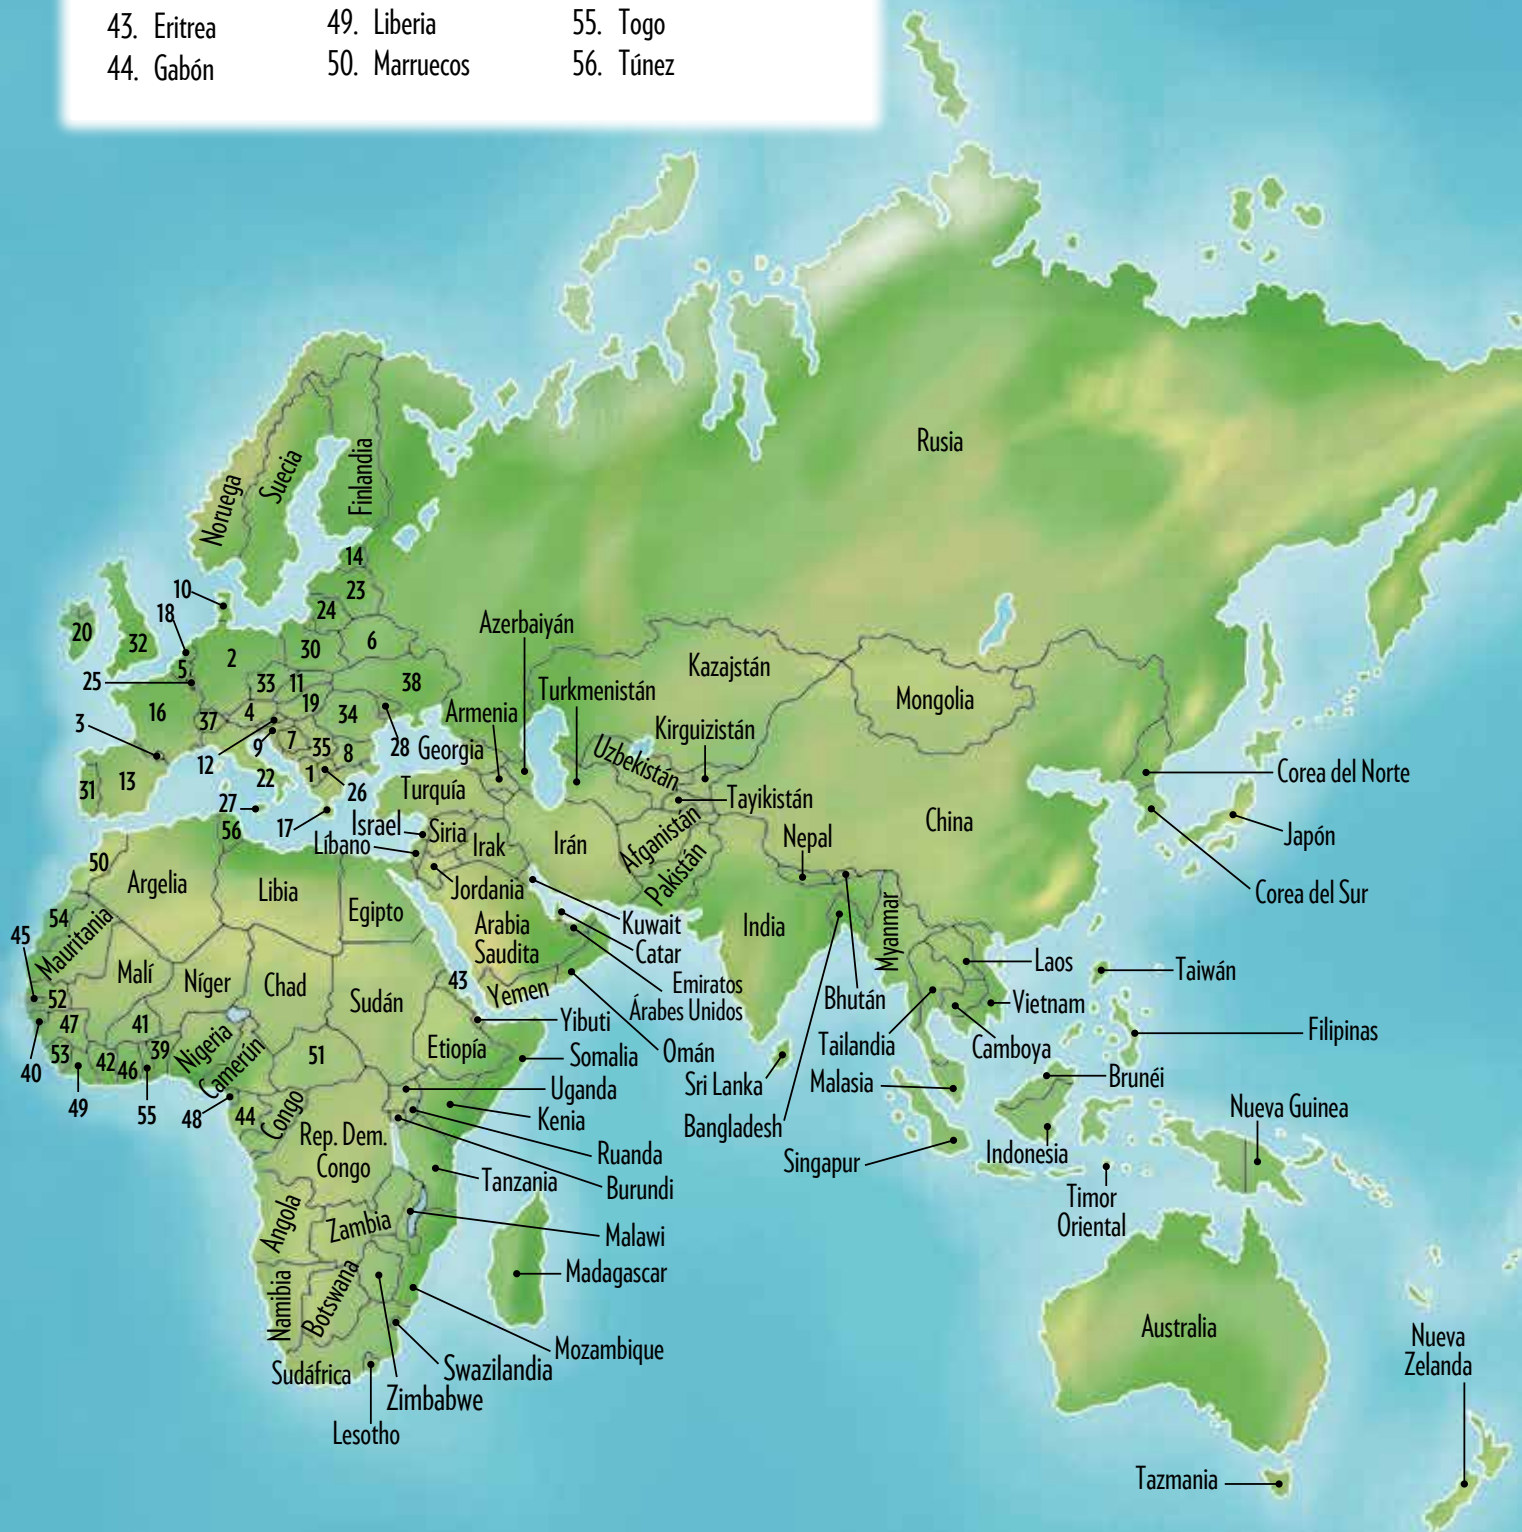 43. Eritrea
44. Gabón
49. Liberia
50. Marruecos
55. Togo
56. Túnez
Rusia
Noruega
Suecia
Finlandia
14
10
23
18
24
20
32
6
Azerbaiyán
2
30
5
25
33
11
38
Kazajstán
Turkmenistán
Mongolia
3
16
37
4
19
34
Armenia
Kirguizistán
9
7
35
8
28
Georgia
Uzbekistán
12
31
13
22
1
26
Turquía
Tayikistán
Corea del Norte
27
17
56
Israel
Siria
Líbano
Irak
Irán
Afganistán
Pakistán
Nepal
China
Japón
50
Argelia
Libia
Egipto
Jordania
Corea del Sur
54
45
Mauritania
Arabia
Saudita
Kuwait
Catar
India
Myanmar
Malí
Níger
Chad
Sudán
43
Yemen
Emiratos
Árabes Unidos
Laos
Taiwán
52
47
41
Nigeria
Camerún
Yibuti
Bhután
Vietnam
40
53
42
46
39
51
Etiopía
Somalia
Omán
Tailandia
Camboya
Filipinas
49
55
48
44
Congo
Uganda
Kenia
Sri Lanka
Malasia
Brunéi
Rep. Dem.
Congo
Ruanda
Bangladesh
Singapur
Indonesia
Nueva Guinea
Tanzania
Burundi
Timor
Oriental
Angola
Zambia
Malawi
Madagascar
Namibia
Botswana
Mozambique
Australia
Sudáfrica
Swazilandia
Zimbabwe
Lesotho
Nueva
Zelanda
Tazmania